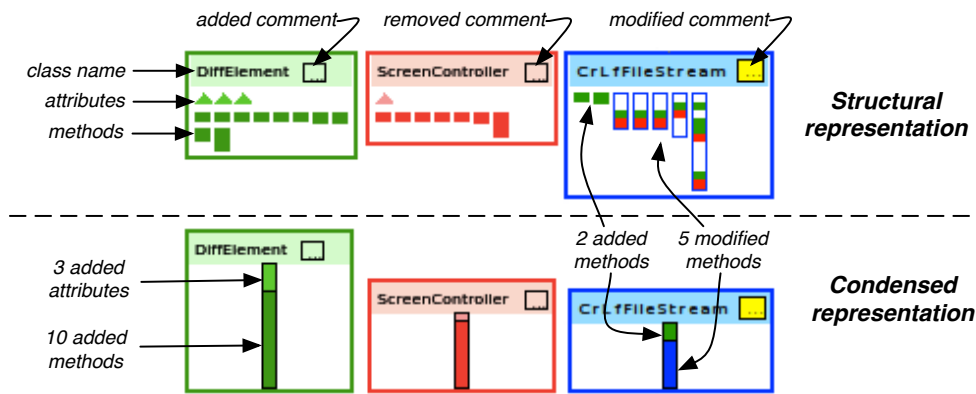 added comment
removed comment
modified comment
class name
DiffElement
...
ScreenController
...
CrLfFileStream
...
attributes
methods
Structural
representation
2 added
methods
5 modified
methods
DiffElement
...
3 added
attributes
10 added
methods
ScreenController
...
CrLfFileStream
...
Condensed
representation